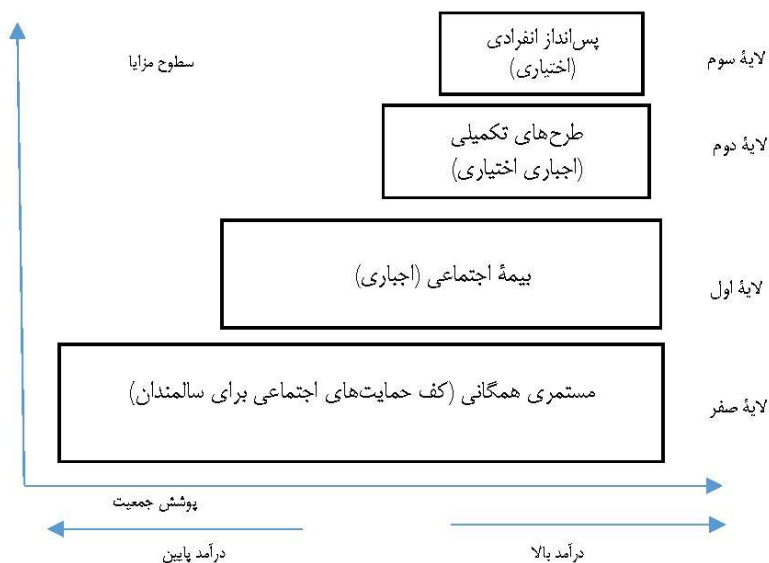 لایهٔ سوم
پس‌انداز انفرادی
(اختیاری)
سطوح مزایا
لایهٔ دوم
طرح‌های تکمیلی
(اجباری اختیاری)
لایهٔ اول
بیمهٔ اجتماعی (اجباری)
لایهٔ صفر
مستمری همگانی (کف حمایت‌های اجتماعی برای سالمندان)
پوشش جمعیت
درآمد بالا
درآمد پایین